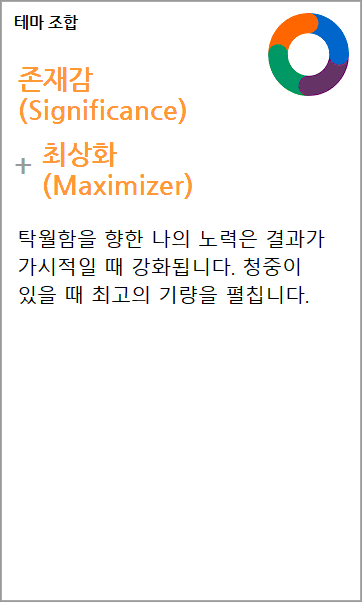 테마 조합
존재감
(Significance)
+ 최상화
(Maximizer)
탁월함을 향한 나의 노력은 결과가
가시적일 때 강화됩니다. 청중이
있을 때 최고의 기량을 펼칩니다.